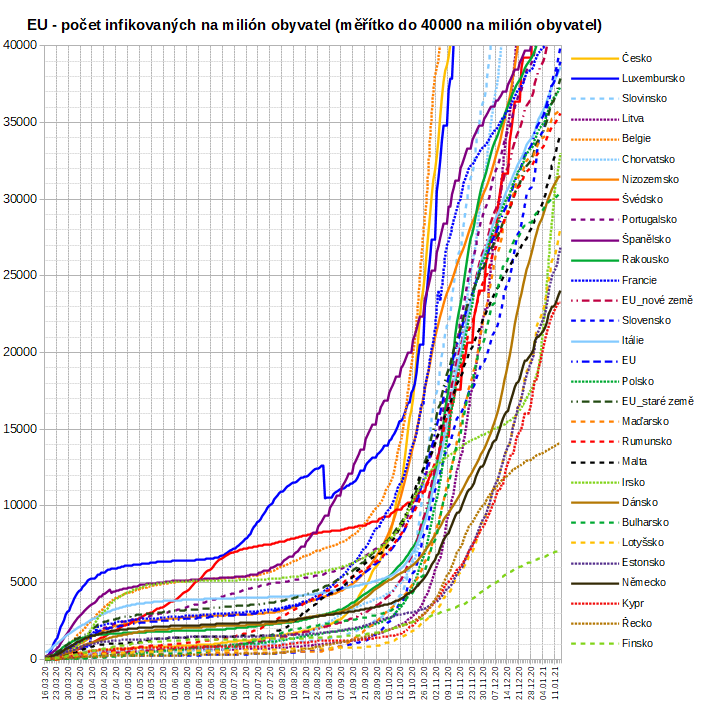 EU - počet infikovaných na milión obyvatel (měřítko do 40000 na milión obyvatel)
40000
35000
30000
25000
20000
15000
10000
5000
0
Česko
Luxembursko
Slovinsko
Litva
Belgie
Chorvatsko
Nizozemsko
Švédsko
Portugalsko
Španělsko
Rakousko
Francie
EU_nové země
Slovensko
Itálie
EU
Polsko
EU_staré země
Maďarsko
Rumunsko
Malta
Irsko
Dánsko
Bulharsko
Lotyšsko
Estonsko
Německo
Kypr
Řecko
Finsko
16.03.20
23.03.20
30.03.20
06.04.20
13.04.20
20.04.20
27.04.20
04.05.20
11.05.20
18.05.20
25.05.20
01.06.20
08.06.20
15.06.20
22.06.20
29.06.20
06.07.20
13.07.20
20.07.20
27.07.20
03.08.20
10.08.20
17.08.20
24.08.20
31.08.20
07.09.20
14.09.20
21.09.20
28.09.20
05.10.20
12.10.20
19.10.20
26.10.20
02.11.20
09.11.20
16.11.20
23.11.20
30.11.20
07.12.20
14.12.20
21.12.20
28.12.20
04.01.21
11.01.21